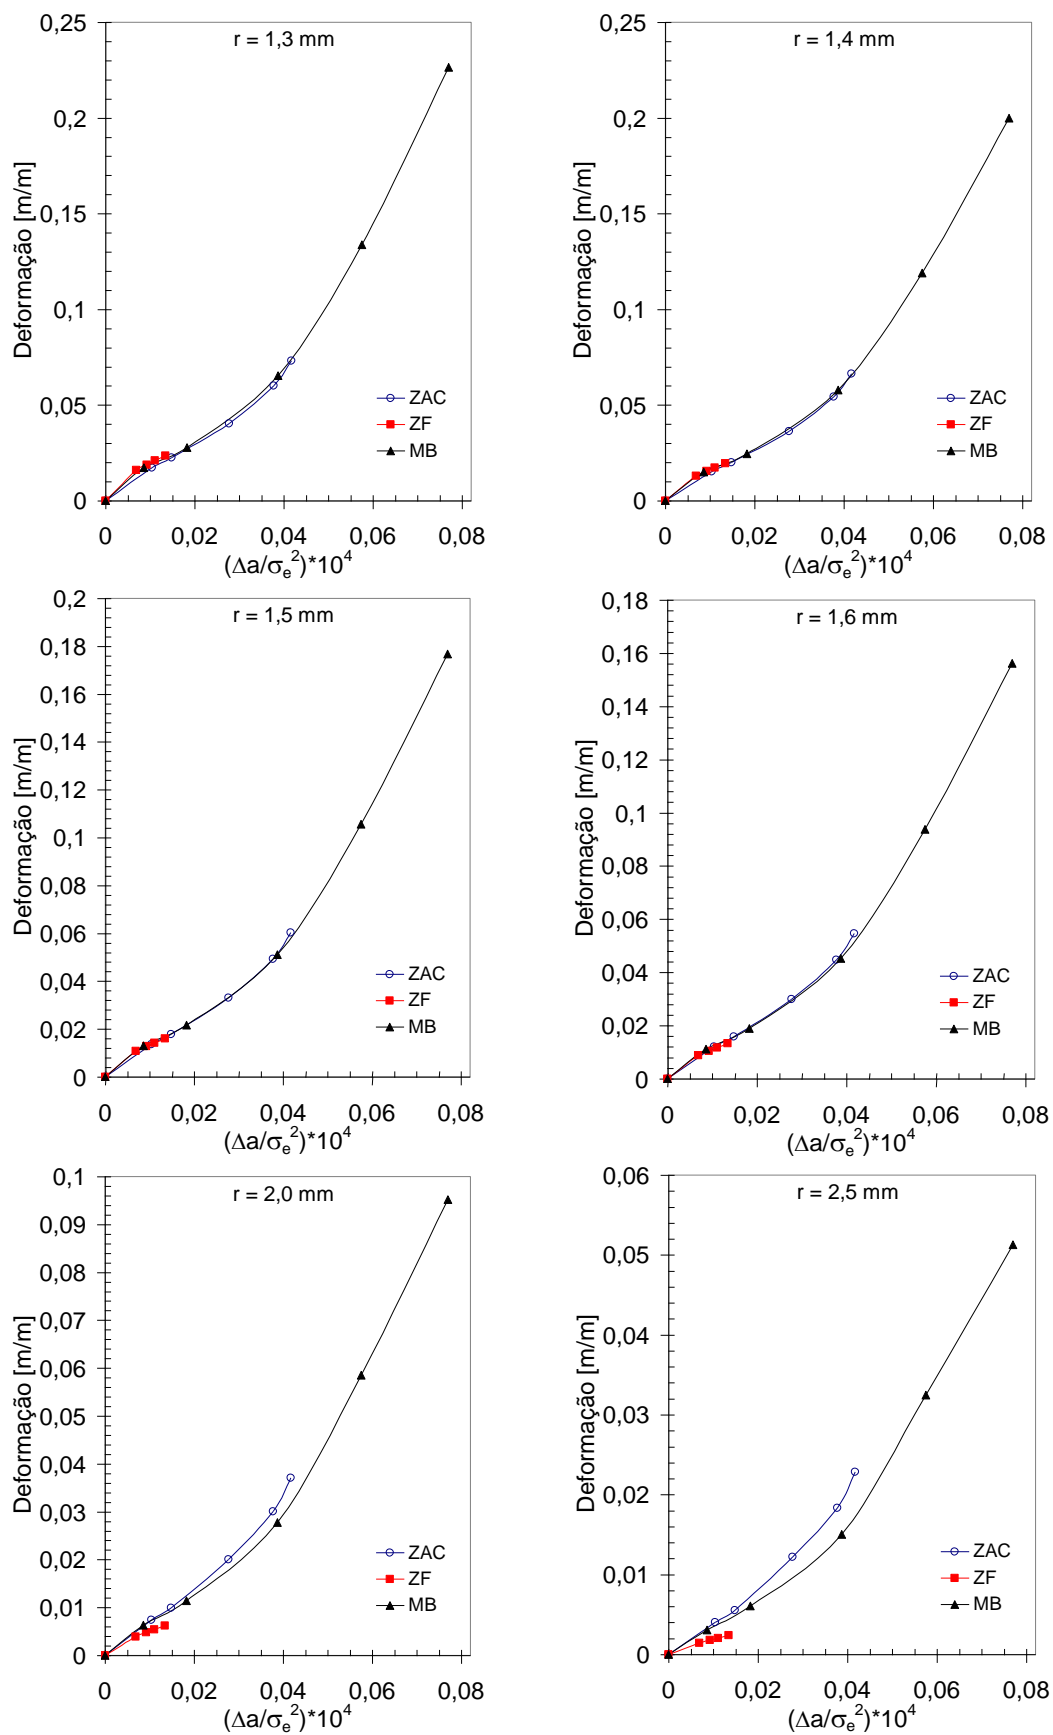 r = 1,3 mm
Deformação [m/m]
0,25
0,2
0,15
0,1
0,05
0
ZAC
ZF
MB
0 0,02 0,04 0,06 0,08
(Δa/σe²)*10⁴
r = 1,4 mm
Deformação [m/m]
0,25
0,2
0,15
0,1
0,05
0
ZAC
ZF
MB
0 0,02 0,04 0,06 0,08
(Δa/σe²)*10⁴
r = 1,5 mm
Deformação [m/m]
0,2
0,18
0,16
0,14
0,12
0,1
0,08
0,06
0,04
0,02
0
ZAC
ZF
MB
0 0,02 0,04 0,06 0,08
(Δa/σe²)*10⁴
r = 1,6 mm
Deformação [m/m]
0,18
0,16
0,14
0,12
0,1
0,08
0,06
0,04
0,02
0
ZAC
ZF
MB
0 0,02 0,04 0,06 0,08
(Δa/σe²)*10⁴
r = 2,0 mm
Deformação [m/m]
0,1
0,09
0,08
0,07
0,06
0,05
0,04
0,03
0,02
0,01
0
ZAC
ZF
MB
0 0,02 0,04 0,06 0,08
(Δa/σe²)*10⁴
r = 2,5 mm
Deformação [m/m]
0,06
0,05
0,04
0,03
0,02
0,01
0
ZAC
ZF
MB
0 0,02 0,04 0,06 0,08
(Δa/σe²)*10⁴